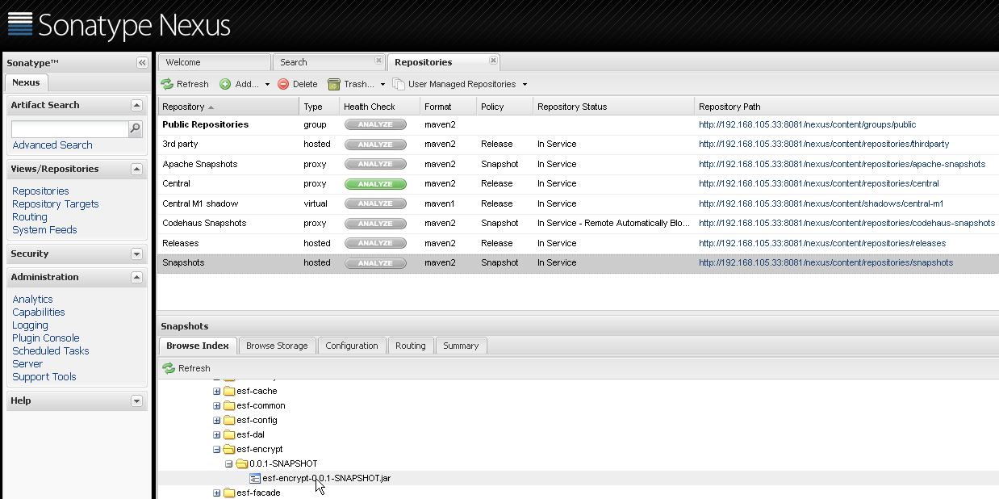 Sonatype Nexus
Sonatype™
Nexus
Artifact Search
Advanced Search
Views/Repositories
Repositories
Repository Targets
Routing
System Feeds
Security
Administration
Analytics
Capabilities
Logging
Plugin Console
Scheduled Tasks
Server
Support Tools
Help
Welcome Search Repositories
Refresh Add... Delete Trash... User Managed Repositories
Repository Type Health Check Format Policy Repository Status Repository Path
Public Repositories group ANALYZE maven2 http://192.168.105.33:8081/nexus/content/groups/public
3rd party hosted ANALYZE maven2 Release In Service http://192.168.105.33:8081/nexus/content/repositories/thirdparty
Apache Snapshots proxy ANALYZE maven2 Snapshot In Service http://192.168.105.33:8081/nexus/content/repositories/apache-snapshots
Central proxy ANALYZE maven2 Release In Service http://192.168.105.33:8081/nexus/content/repositories/central
Central M1 shadow virtual ANALYZE maven1 Release In Service http://192.168.105.33:8081/nexus/content/shadows/central-m1
Codehaus Snapshots proxy ANALYZE maven2 Snapshot In Service - Remote Automatically Blo... http://192.168.105.33:8081/nexus/content/repositories/codehaus-snapshots
Releases hosted ANALYZE maven2 Release In Service http://192.168.105.33:8081/nexus/content/repositories/releases
Snapshots hosted ANALYZE maven2 Snapshot In Service http://192.168.105.33:8081/nexus/content/repositories/snapshots
Snapshots
Browse Index Browse Storage Configuration Routing Summary
Refresh
esf-cache
esf-common
esf-config
esf-dal
esf-encrypt
0.0.1-SNAPSHOT
esf-encrypt-0.0.1-SNAPSHOT.jar
esf-facade